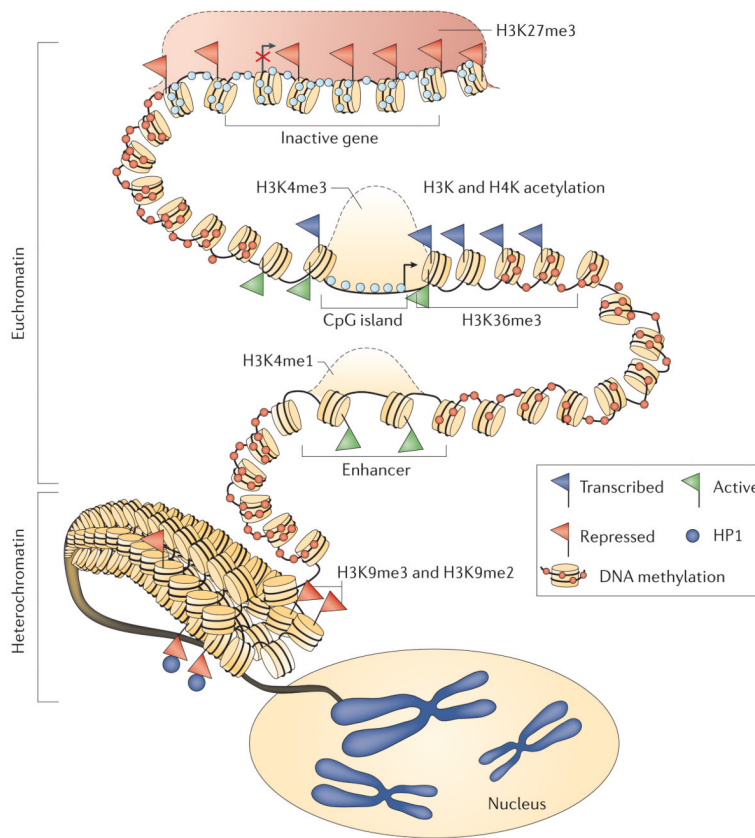 H3K27me3
Inactive gene
H3K4me3
H3K and H4K acetylation
CpG island
H3K36me3
Euchromatin
H3K4me1
Enhancer
Transcribed
Active
Repressed
HP1
DNA methylation
Heterochromatin
H3K9me3 and H3K9me2
Nucleus